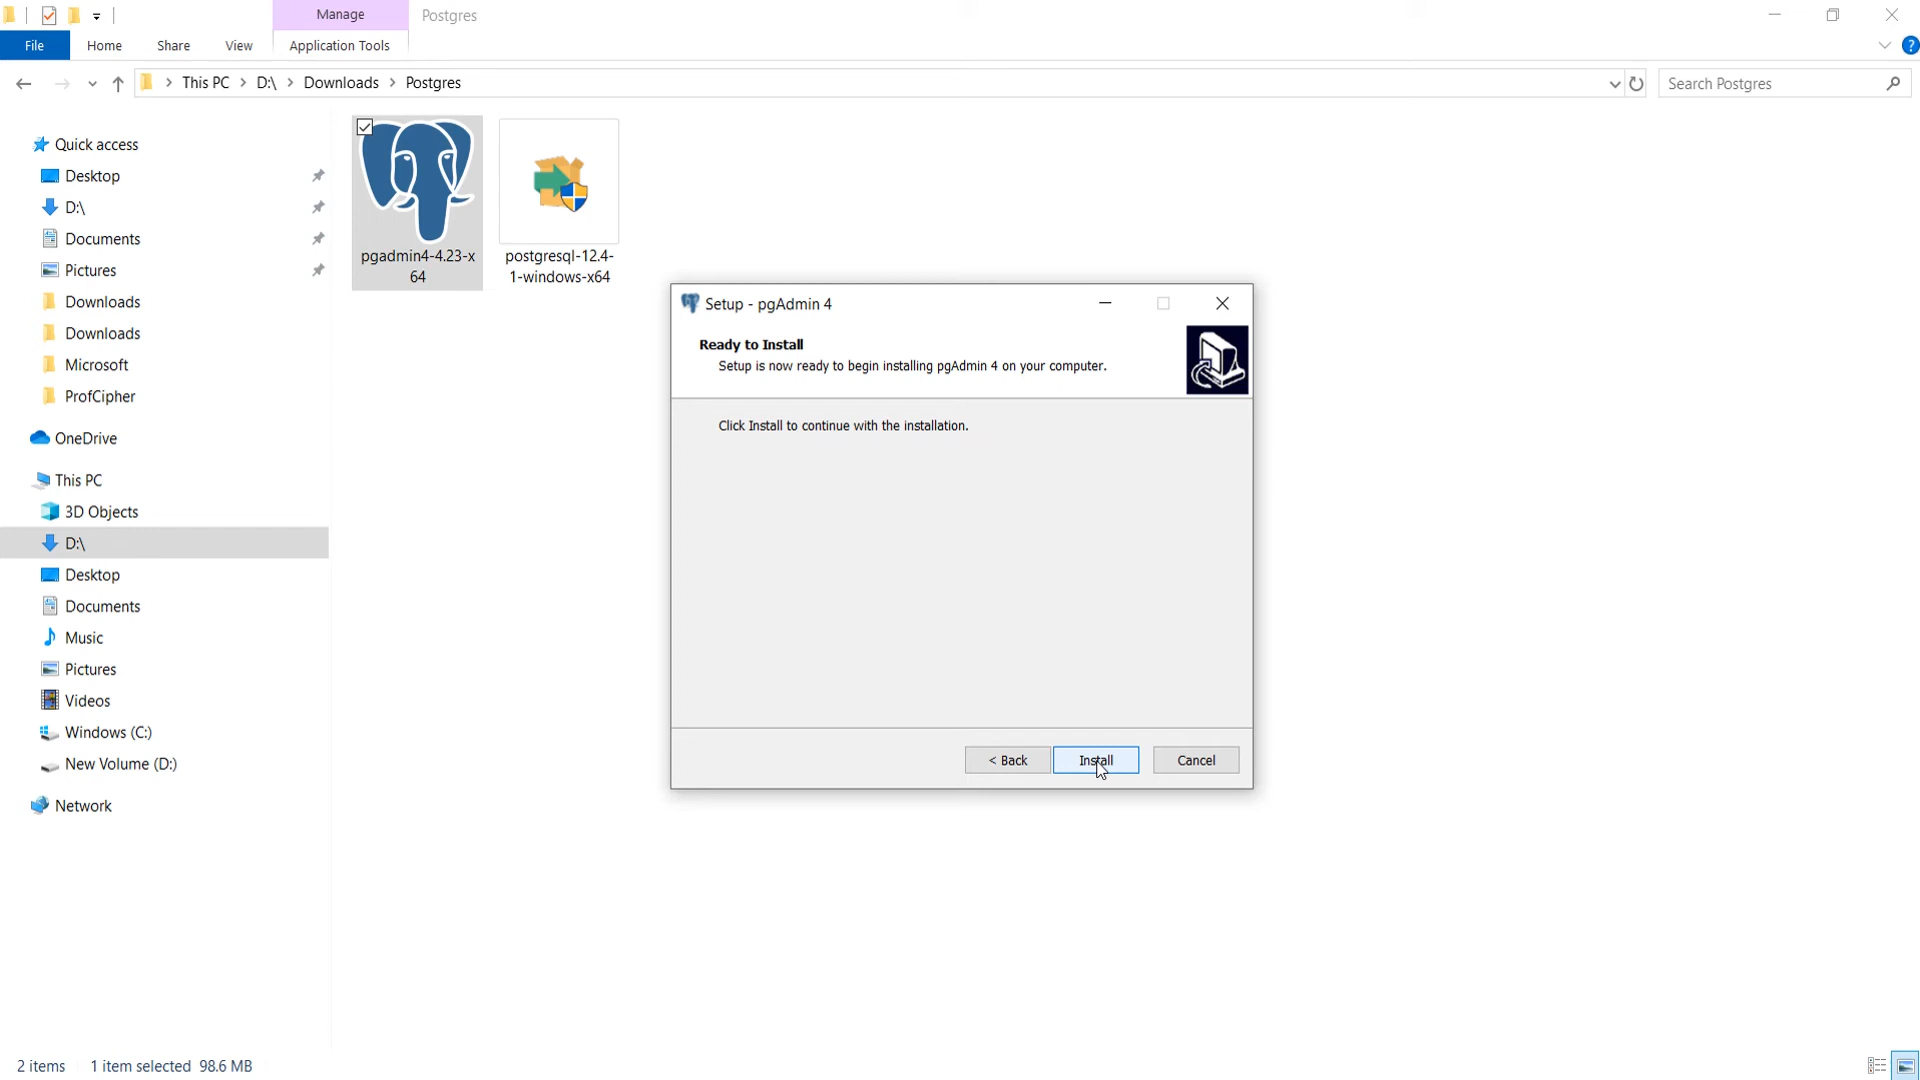 Manage
Postgres
File
Home
Share
View
Application Tools
This PC
D:\
Downloads
Postgres
Search Postgres
Quick access
Desktop
D:\
Documents
Pictures
Downloads
Downloads
Microsoft
ProfCipher
OneDrive
This PC
3D Objects
D:\
Desktop
Documents
Music
Pictures
Videos
Windows (C:)
New Volume (D:)
Network
pgadmin4-4.23-x
64
postgresql-12.4-
1-windows-x64
Setup - pgAdmin 4
Ready to Install
Setup is now ready to begin installing pgAdmin 4 on your computer.
Click Install to continue with the installation.
< Back
Install
Cancel
2 items
1 item selected 98.6 MB